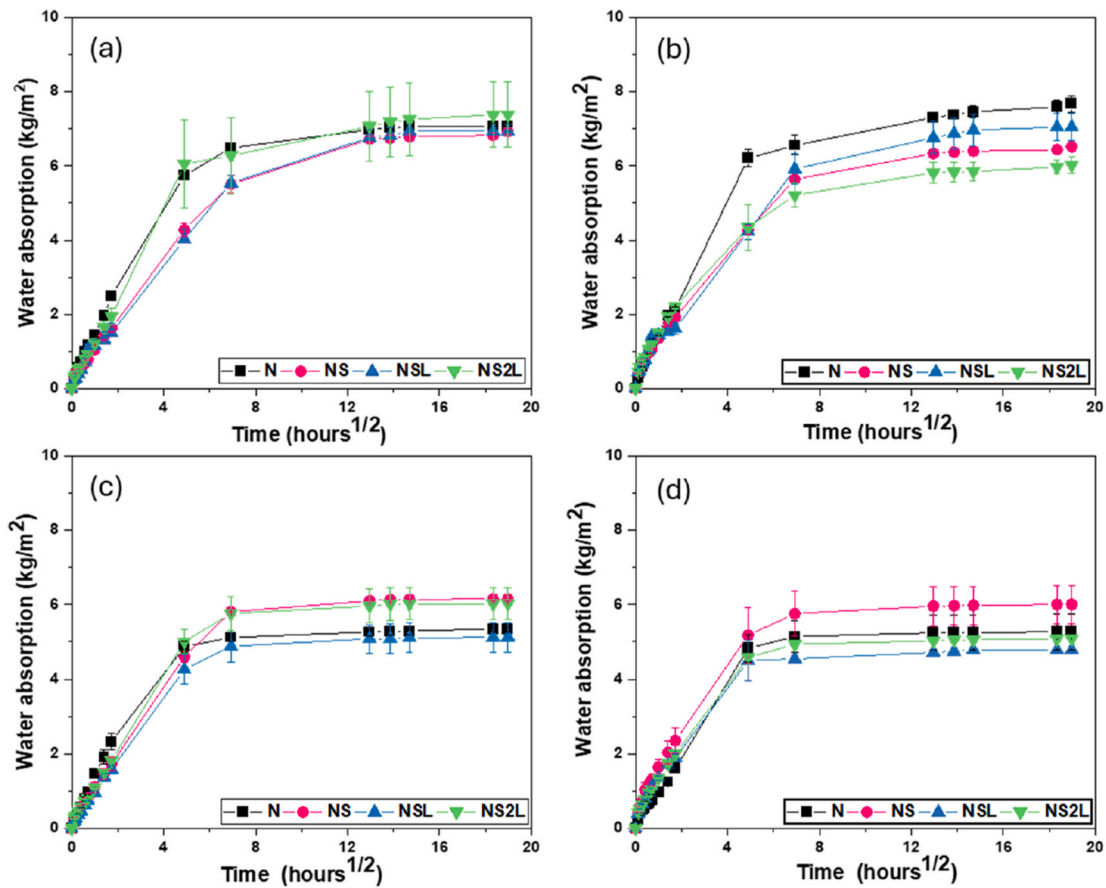 (a)
Water absorption (kg/m²)
10
8
6
4
2
0
N NS NSL NS2L
0 4 8 12 16 20
Time (hours¹/²)
(b)
Water absorption (kg/m²)
10
8
6
4
2
0
N NS NSL NS2L
0 4 8 12 16 20
Time (hours¹/²)
(c)
Water absorption (kg/m²)
10
8
6
4
2
0
N NS NSL NS2L
0 4 8 12 16 20
Time (hours¹/²)
(d)
Water absorption (kg/m²)
10
8
6
4
2
0
N NS NSL NS2L
0 4 8 12 16 20
Time (hours¹/²)